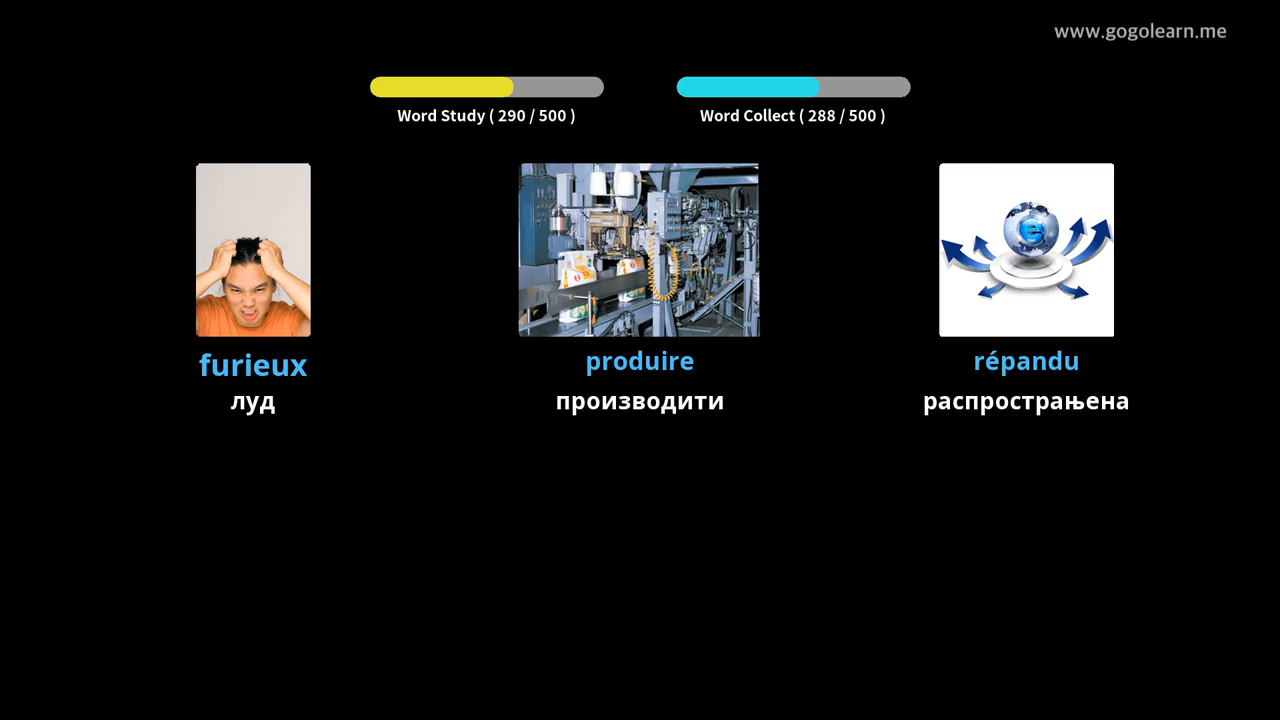 www.gogolearn.me
Word Study ( 290 / 500 )
Word Collect ( 288 / 500 )
furieux
produire
répandu
луд
производити
распрострањена